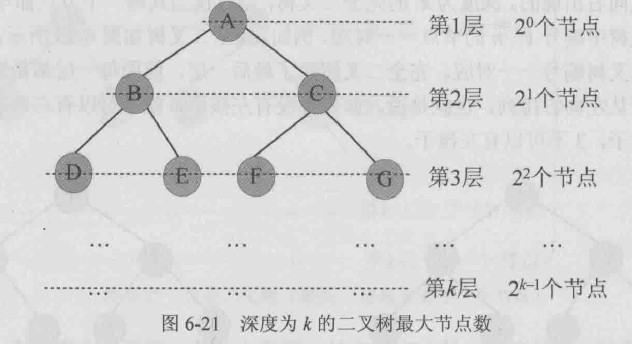 A 第1层 2⁰个节点
B C 第2层 2¹个节点
D E F G 第3层 2²个节点
... ... ... ... ...
... ... ... 第k层 2ᵏ⁻¹个节点
图 6-21 深度为 k 的二叉树最大节点数